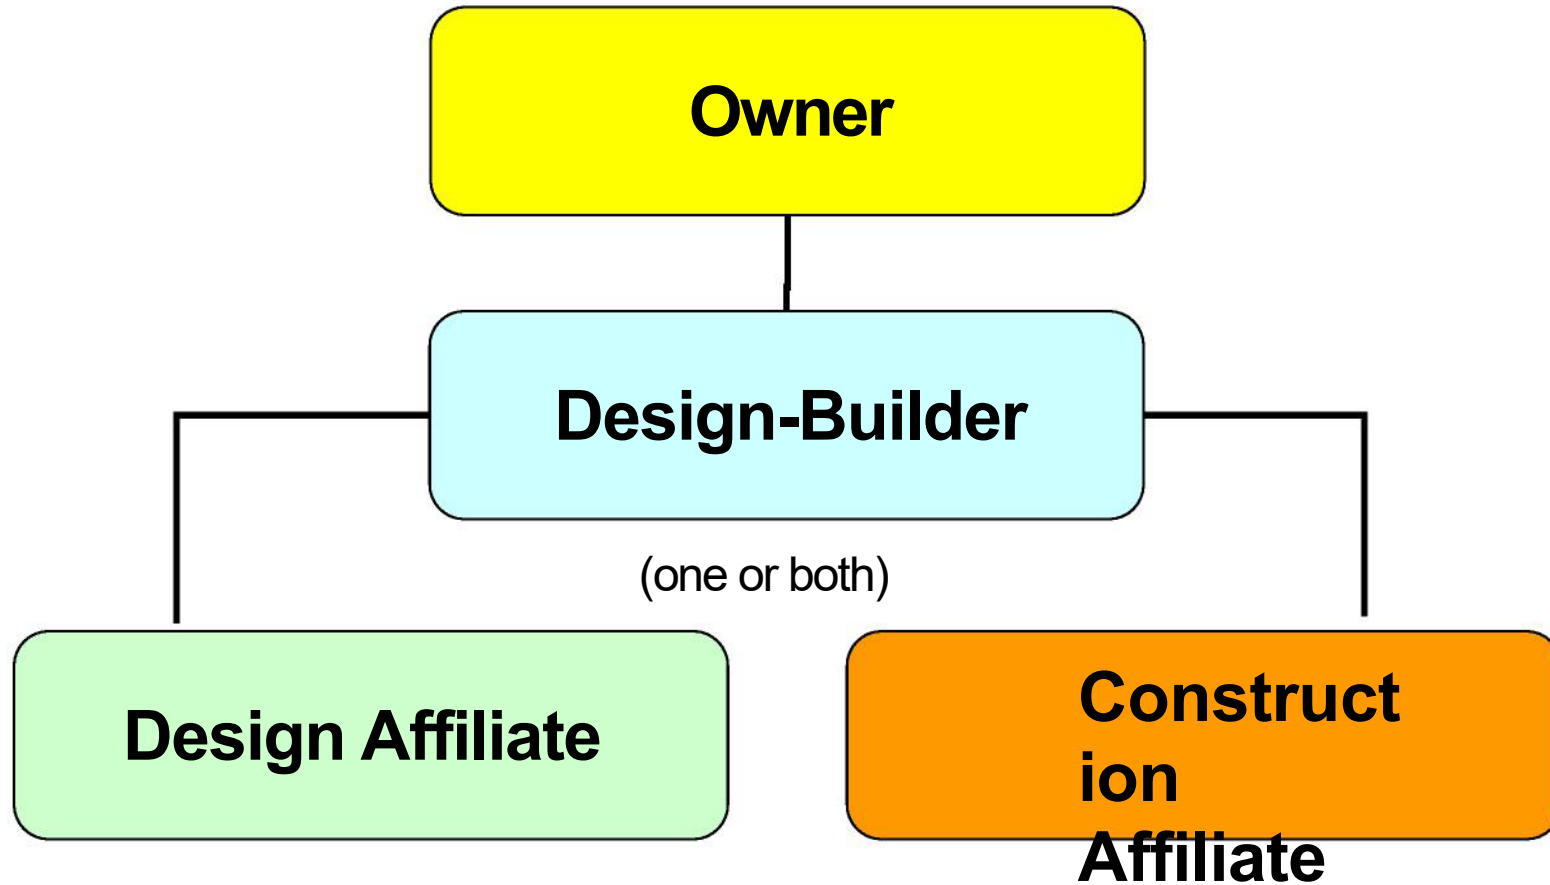 Owner
Design-Builder
(one or both)
Design Affiliate
Construct
ion
Affiliate